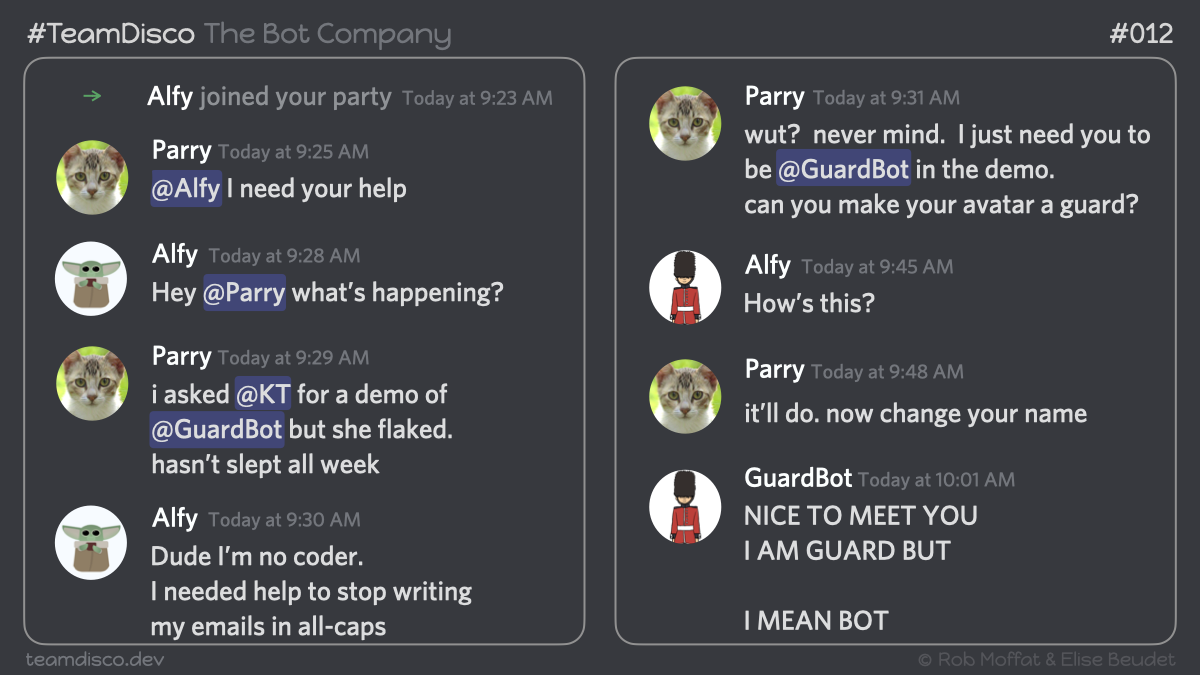 #TeamDisco The Bot Company
#012
→ Alfy joined your party Today at 9:23 AM
Parry Today at 9:25 AM
@Alfy I need your help
Alfy Today at 9:28 AM
Hey @Parry what's happening?
Parry Today at 9:29 AM
i asked @KT for a demo of
@GuardBot but she flaked.
hasn't slept all week
Alfy Today at 9:30 AM
Dude I'm no coder.
I needed help to stop writing
my emails in all-caps
Parry Today at 9:31 AM
wut? never mind. I just need you to
be @GuardBot in the demo.
can you make your avatar a guard?
Alfy Today at 9:45 AM
How's this?
Parry Today at 9:48 AM
it'll do. now change your name
GuardBot Today at 10:01 AM
NICE TO MEET YOU
I AM GUARD BUT
I MEAN BOT
teamdisco.dev
© Rob Moffat & Elise Beudet